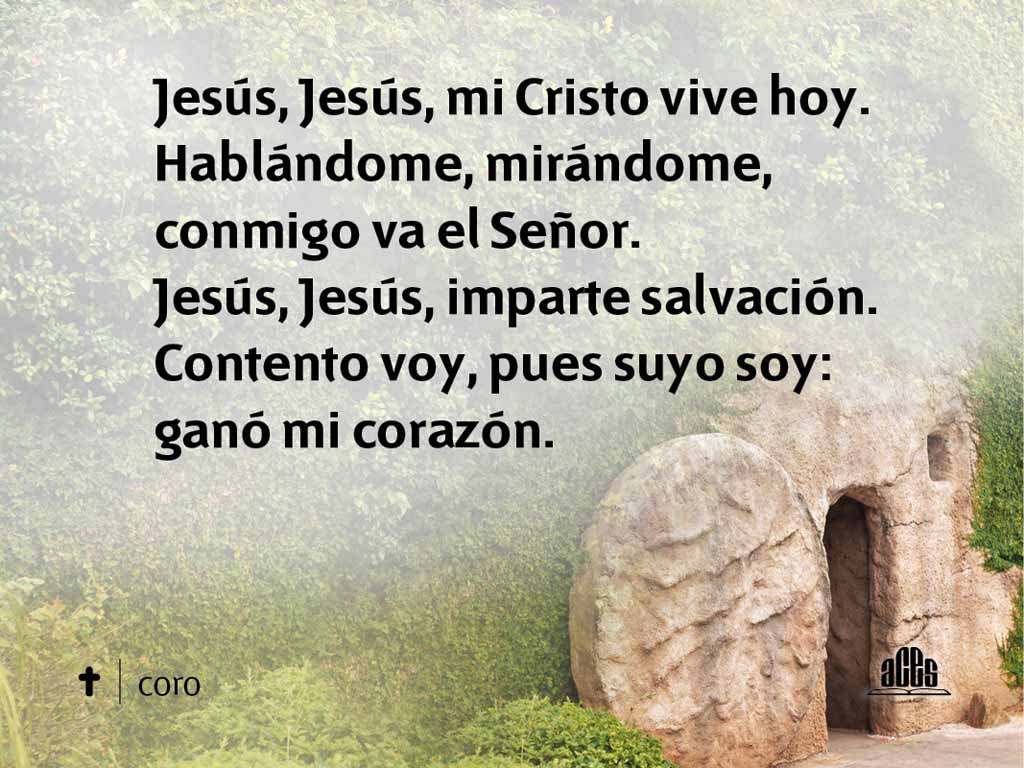 Jesús, Jesús, mi Cristo vive hoy.
Hablándome, mirándome,
conmigo va el Señor.
Jesús, Jesús, imparte salvación.
Contento voy, pues suyo soy:
ganó mi corazón.
coro
aces